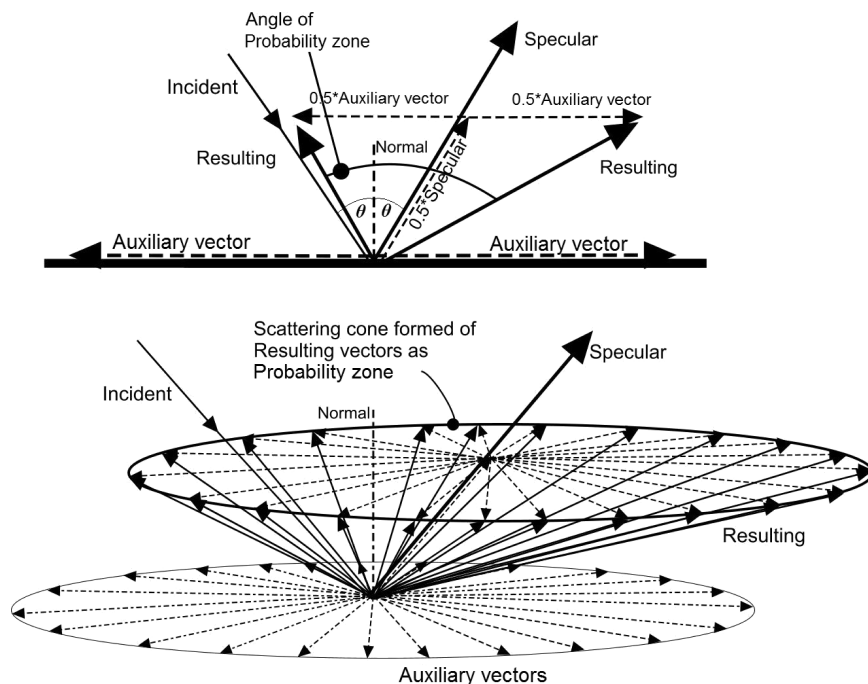 Angle of
Probability zone
Specular
Incident
0.5*Auxiliary vector
0.5*Auxiliary vector
Resulting
Normal
Resulting
0.5*Specular
θ
θ
Auxiliary vector
Auxiliary vector
Scattering cone formed of
Resulting vectors as
Probability zone
Specular
Incident
Normal
Resulting
Auxiliary vectors